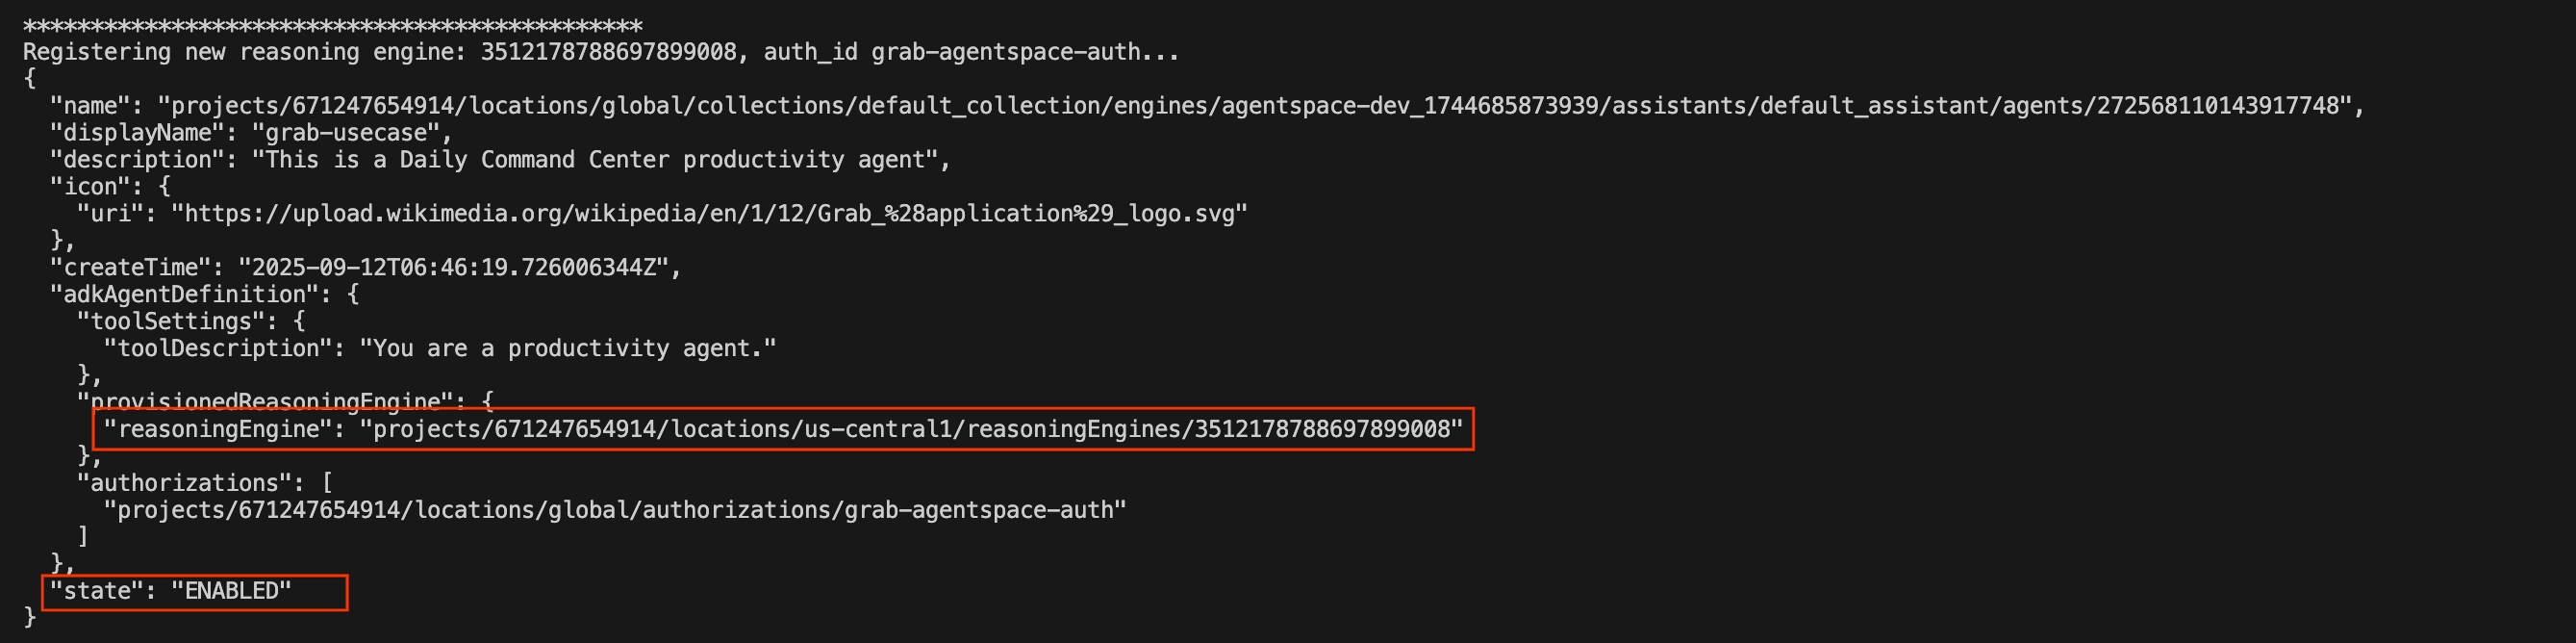 **********************************************
Registering new reasoning engine: 3512178788697899008, auth_id grab-agentspace-auth...
{
  "name": "projects/671247654914/locations/global/collections/default_collection/engines/agentspace-dev_1744685873939/assistants/default_assistant/agents/272568110143917748",
  "displayName": "grab-usecase",
  "description": "This is a Daily Command Center productivity agent",
  "icon": {
    "uri": "https://upload.wikimedia.org/wikipedia/en/1/12/Grab_%28application%29_logo.svg"
  },
  "createTime": "2025-09-12T06:46:19.726006344Z",
  "adkAgentDefinition": {
    "toolSettings": {
      "toolDescription": "You are a productivity agent."
    },
    "provisionedReasoningEngine": {
      "reasoningEngine": "projects/671247654914/locations/us-central1/reasoningEngines/3512178788697899008"
    },
    "authorizations": [
      "projects/671247654914/locations/global/authorizations/grab-agentspace-auth"
    ]
  },
  "state": "ENABLED"
}